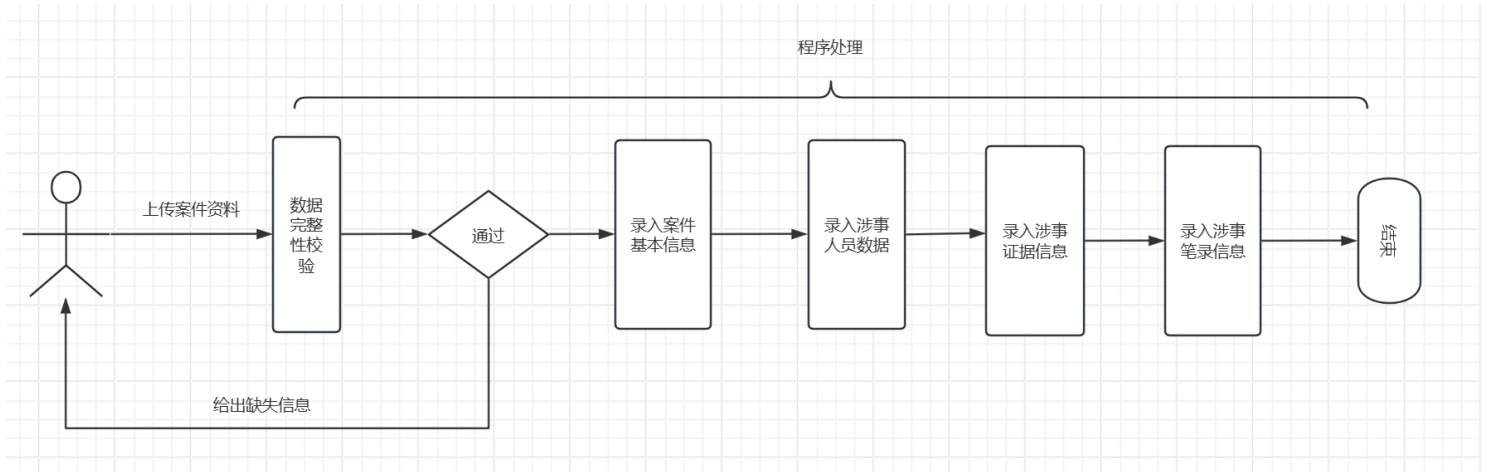 程序处理
上传案件资料
数据
完整
性校
验
通过
录入案件
基本信息
录入涉事
人员数据
录入涉事
证据信息
录入涉事
笔录信息
结束
给出缺失信息